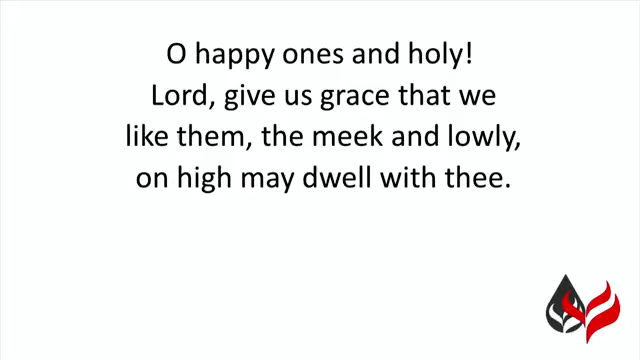 O happy ones and holy!
Lord, give us grace that we
like them, the meek and lowly,
on high may dwell with thee.